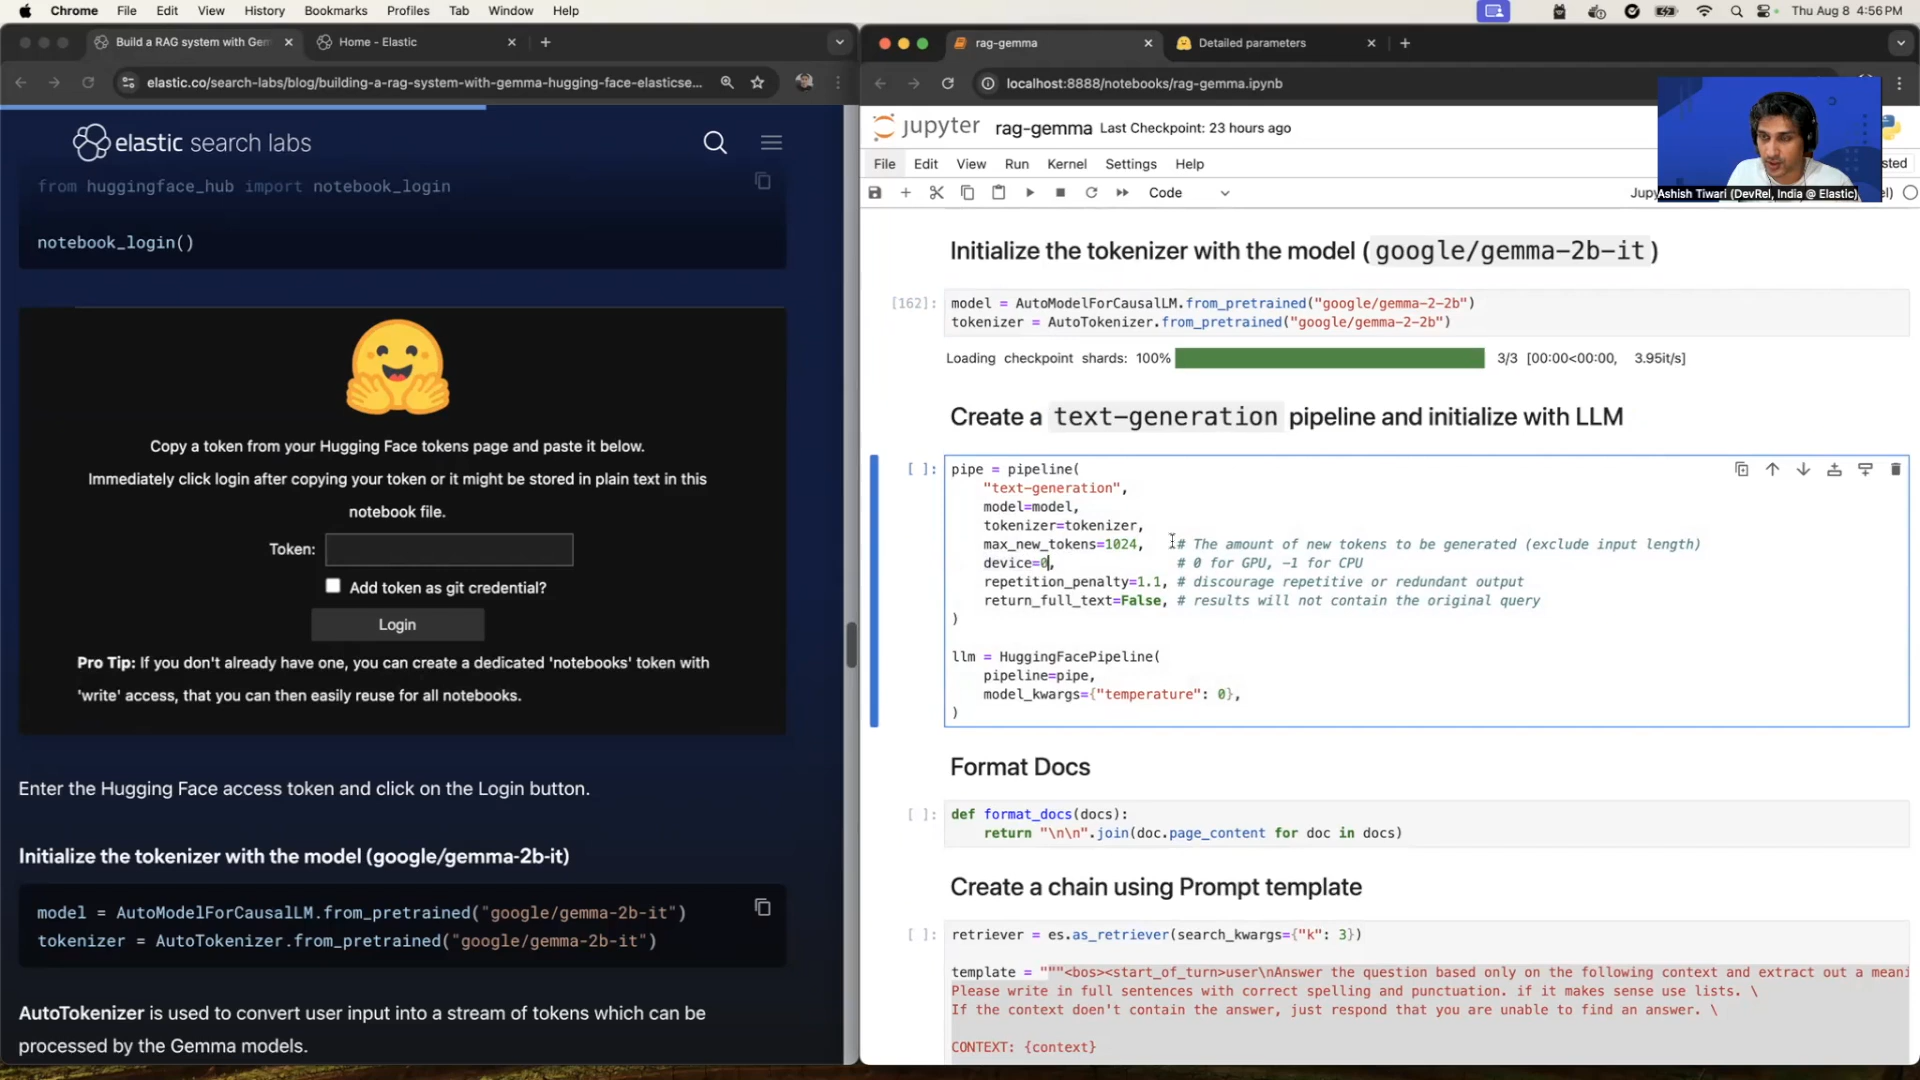 Chrome File Edit View History Bookmarks Profiles Tab Window Help
Thu Aug 8 4:56 PM
Build a RAG system with Gem
Home - Elastic
elastic.co/search-labs/blog/building-a-rag-system-with-gemma-hugging-face-elasticse...
elastic search labs
from huggingface_hub import notebook_login
notebook_login()
Copy a token from your Hugging Face tokens page and paste it below.
Immediately click login after copying your token or it might be stored in plain text in this
notebook file.
Token:
Add token as git credential?
Login
Pro Tip: If you don't already have one, you can create a dedicated 'notebooks' token with
'write' access, that you can then easily reuse for all notebooks.
Enter the Hugging Face access token and click on the Login button.
Initialize the tokenizer with the model (google/gemma-2b-it)
model = AutoModelForCausalLM.from_pretrained("google/gemma-2b-it")
tokenizer = AutoTokenizer.from_pretrained("google/gemma-2b-it")
AutoTokenizer is used to convert user input into a stream of tokens which can be
processed by the Gemma models.
rag-gemma
Detailed parameters
localhost:8888/notebooks/rag-gemma.ipynb
jupyter rag-gemma Last Checkpoint: 23 hours ago
File Edit View Run Kernel Settings Help
Code
Ashish Tiwari (DevRel, India @ Elastic)
Initialize the tokenizer with the model (google/gemma-2b-it)
[162]: model = AutoModelForCausalLM.from_pretrained("google/gemma-2-2b")
tokenizer = AutoTokenizer.from_pretrained("google/gemma-2-2b")
Loading checkpoint shards: 100% 3/3 [00:00<00:00, 3.95it/s]
Create a text-generation pipeline and initialize with LLM
[ ]: pipe = pipeline(
"text-generation",
model=model,
tokenizer=tokenizer,
max_new_tokens=1024, # The amount of new tokens to be generated (exclude input length)
device=0, # 0 for GPU, -1 for CPU
repetition_penalty=1.1, # discourage repetitive or redundant output
return_full_text=False, # results will not contain the original query
)
llm = HuggingFacePipeline(
pipeline=pipe,
model_kwargs={"temperature": 0},
)
Format Docs
[ ]: def format_docs(docs):
return "\n\n".join(doc.page_content for doc in docs)
Create a chain using Prompt template
[ ]: retriever = es.as_retriever(search_kwargs={"k": 3})
template = """<bos><start_of_turn>user\nAnswer the question based only on the following context and extract out a meani
Please write in full sentences with correct spelling and punctuation. if it makes sense use lists. \
If the context doen't contain the answer, just respond that you are unable to find an answer. \
CONTEXT: {context}